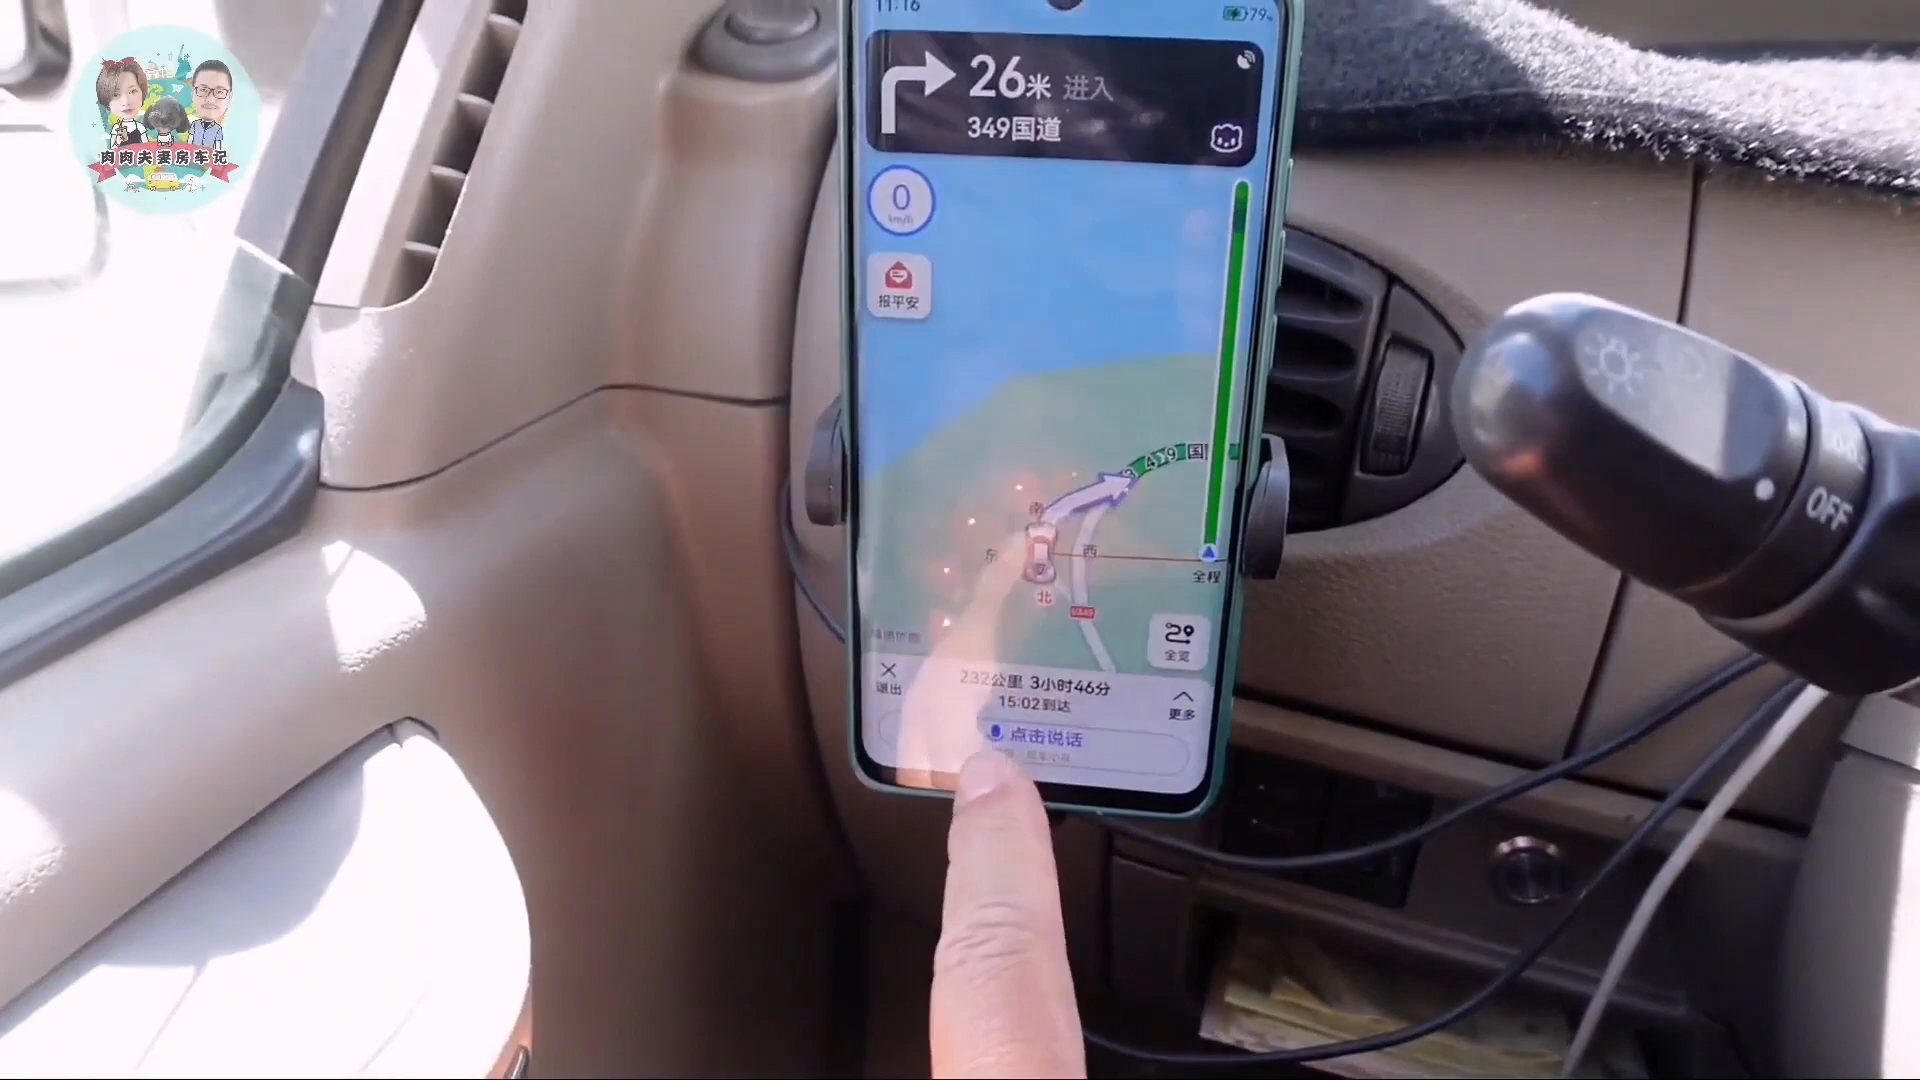 肉肉夫妻房车记
11:16
79
26米 进入
349国道
0
km/h
报平安
349国
南
东
西
北
全程
全览
退出
232公里 3小时46分
15:02到达
更多
点击说话
OFF